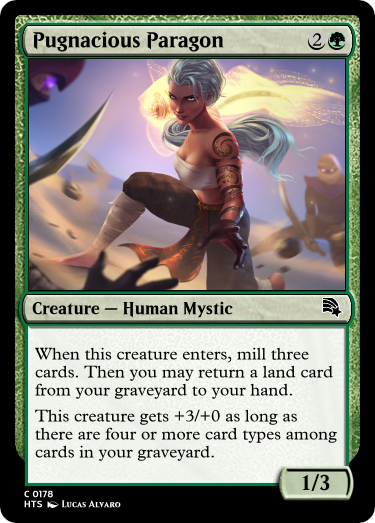 Pugnacious Paragon 2
Creature — Human Mystic
When this creature enters, mill three
cards. Then you may return a land card
from your graveyard to your hand.
This creature gets +3/+0 as long as
there are four or more card types among
cards in your graveyard.
1/3
C 0178
HTS Lucas Alvaro